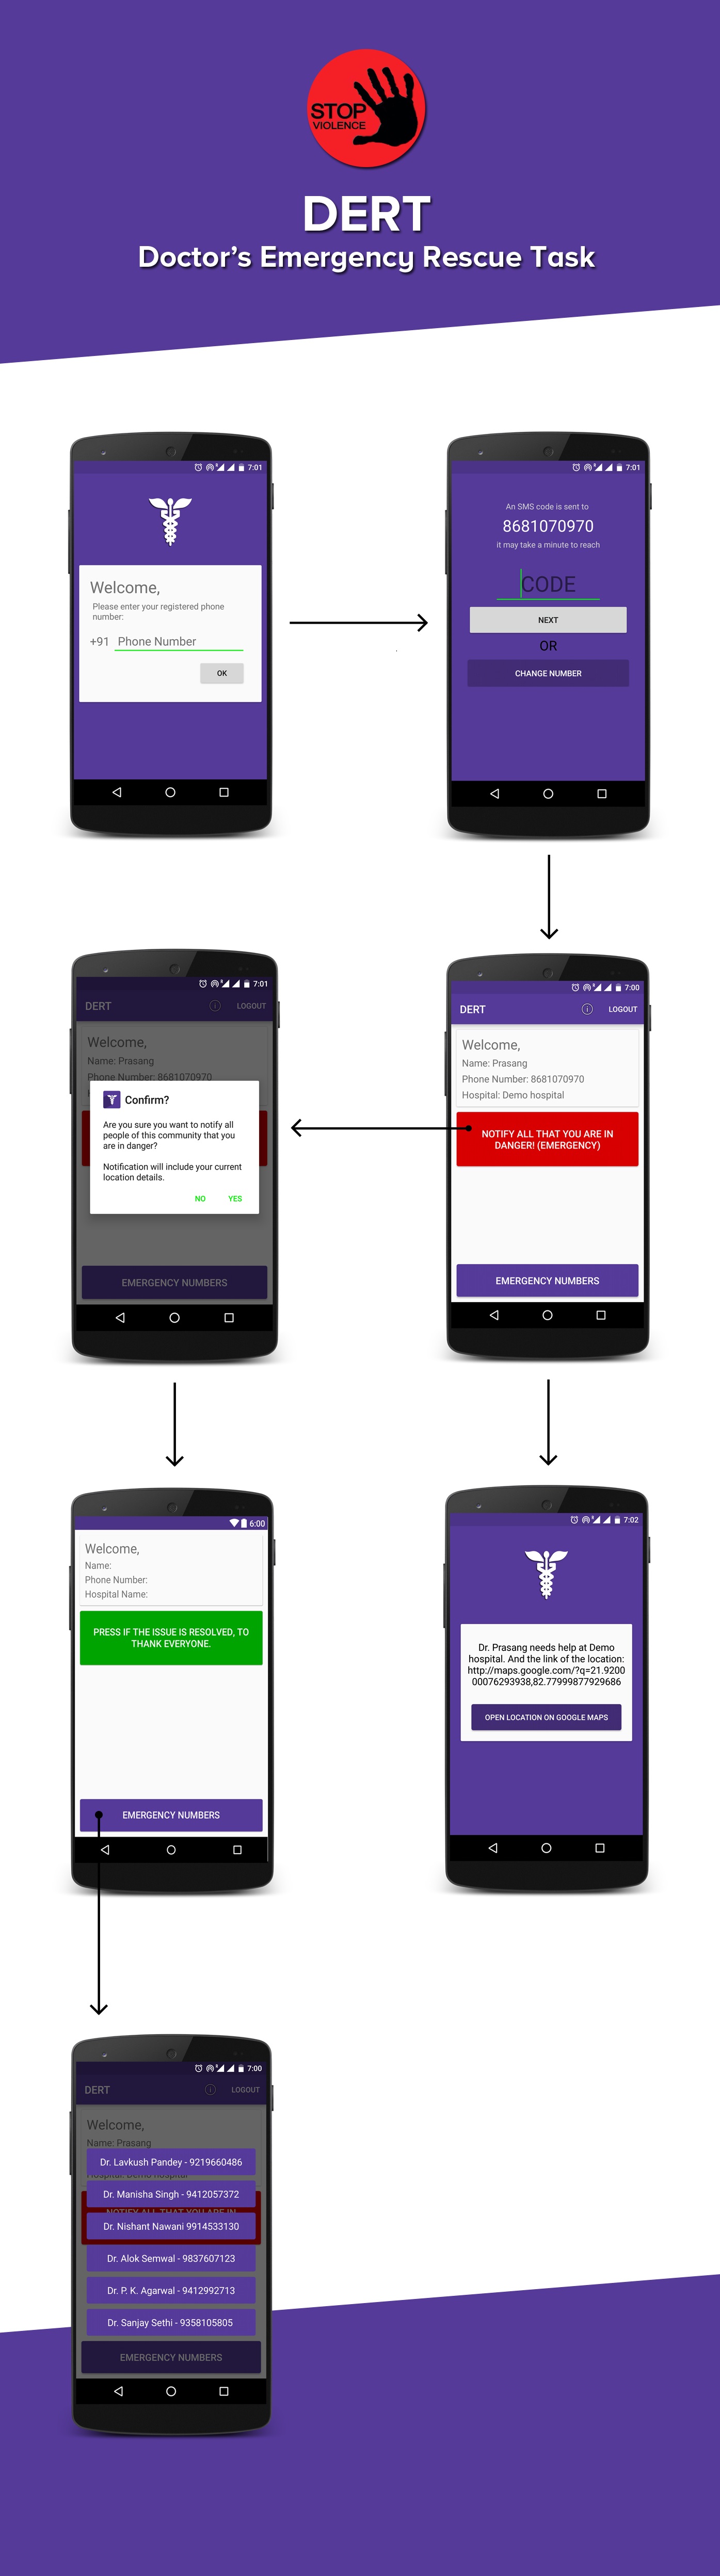 STOP
VIOLENCE
DERT
Doctor's Emergency Rescue Task
7:01
Welcome,
Please enter your registered phone
number:
+91 Phone Number
OK
7:01
An SMS code is sent to
8681070970
it may take a minute to reach
CODE
NEXT
OR
CHANGE NUMBER
7:01
DERT LOGOUT
Welcome,
Name: Prasang
Phone Number: 8681070970
Confirm?
Are you sure you want to notify all
people of this community that you
are in danger?
Notification will include your current
location details.
NO YES
EMERGENCY NUMBERS
7:00
DERT LOGOUT
Welcome,
Name: Prasang
Phone Number: 8681070970
Hospital: Demo hospital
NOTIFY ALL THAT YOU ARE IN
DANGER! (EMERGENCY)
EMERGENCY NUMBERS
6:00
Welcome,
Name:
Phone Number:
Hospital Name:
PRESS IF THE ISSUE IS RESOLVED, TO
THANK EVERYONE.
EMERGENCY NUMBERS
7:02
Dr. Prasang needs help at Demo
hospital. And the link of the location:
http://maps.google.com/?q=21.9200
00076293938,82.77999877929686
OPEN LOCATION ON GOOGLE MAPS
7:00
DERT LOGOUT
Welcome,
Name: Prasang
Dr. Lavkush Pandey - 9219660486
Hospital: Demo hospital
Dr. Manisha Singh - 9412057372
NOTIFY ALL THAT YOU ARE IN
Dr. Nishant Nawani 9914533130
Dr. Alok Semwal - 9837607123
Dr. P. K. Agarwal - 9412992713
Dr. Sanjay Sethi - 9358105805
EMERGENCY NUMBERS